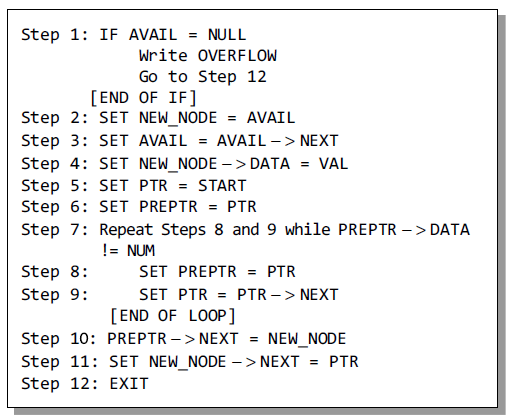 Step 1: IF AVAIL = NULL
Write OVERFLOW
Go to Step 12
[END OF IF]
Step 2: SET NEW_NODE = AVAIL
Step 3: SET AVAIL = AVAIL->NEXT
Step 4: SET NEW_NODE->DATA = VAL
Step 5: SET PTR = START
Step 6: SET PREPTR = PTR
Step 7: Repeat Steps 8 and 9 while PREPTR->DATA
!= NUM
Step 8: SET PREPTR = PTR
Step 9: SET PTR = PTR->NEXT
[END OF LOOP]
Step 10: PREPTR->NEXT = NEW_NODE
Step 11: SET NEW_NODE->NEXT = PTR
Step 12: EXIT